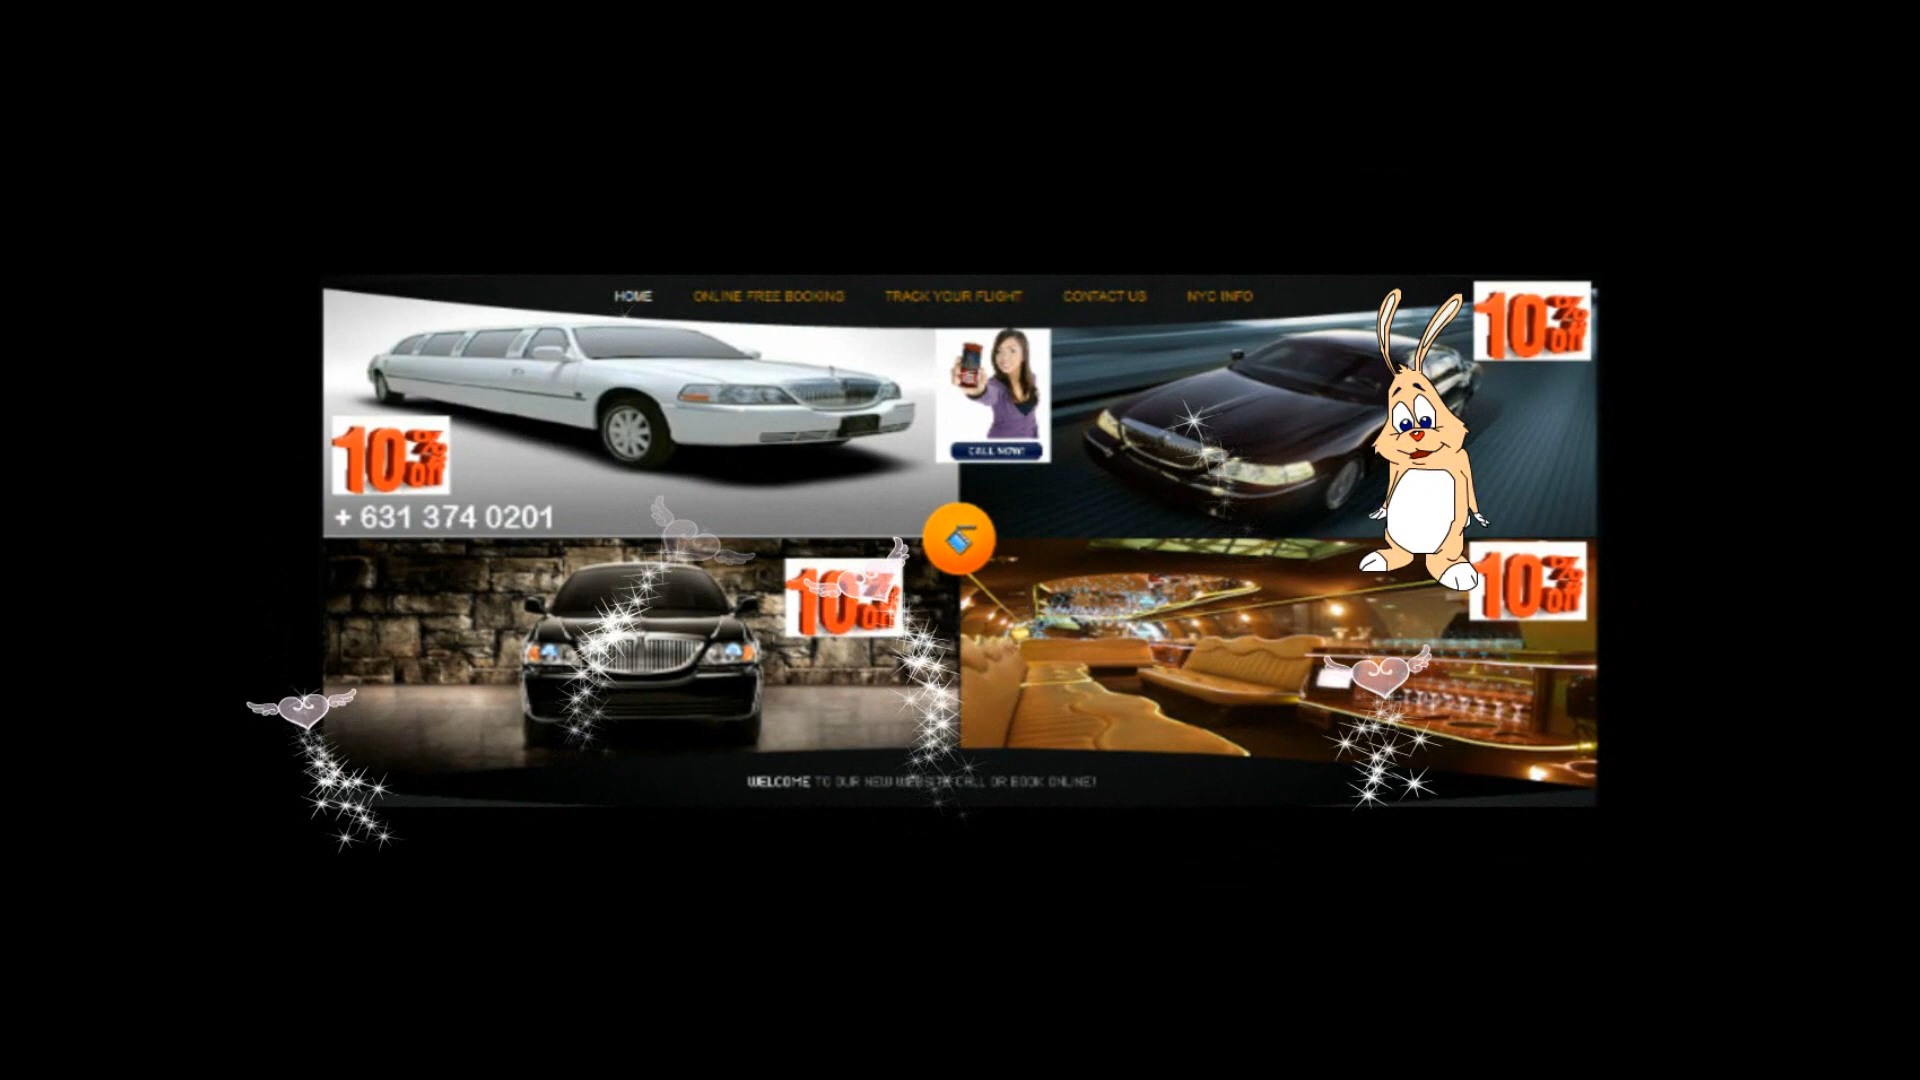 HOME ONLINE FREE BOOKING TRACK YOUR FLIGHT CONTACT US NYC INFO
10% off
CALL NOW!
10% off
+ 631 374 0201
10% off
10% off
WELCOME TO OUR NEW WEBSITE CALL OR BOOK ONLINE!